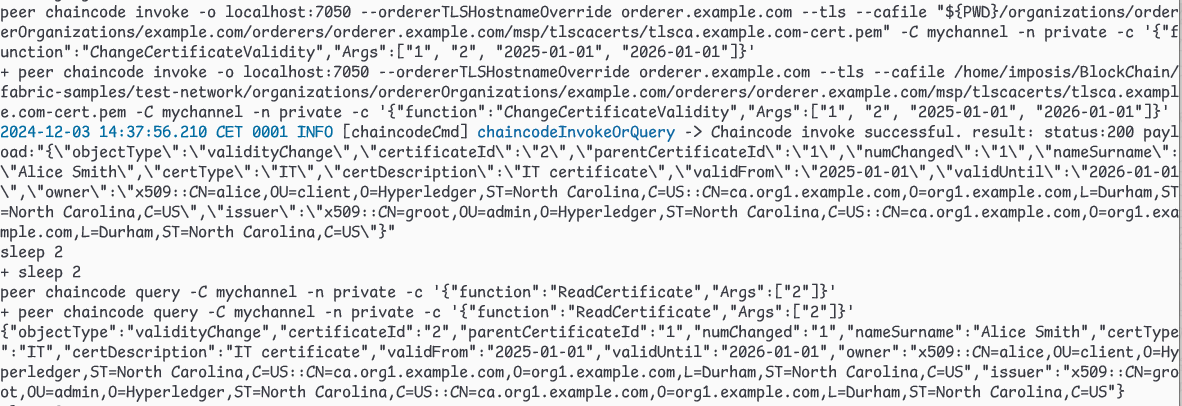 peer chaincode invoke -o localhost:7050 --ordererTLSHostnameOverride orderer.example.com --tls --cafile "${PWD}/organizations/order
erOrganizations/example.com/orderers/orderer.example.com/msp/tlscacerts/tlsca.example.com-cert.pem" -C mychannel -n private -c '{"f
unction":"ChangeCertificateValidity","Args":["1", "2", "2025-01-01", "2026-01-01"]}'
+ peer chaincode invoke -o localhost:7050 --ordererTLSHostnameOverride orderer.example.com --tls --cafile /home/imposis/BlockChain/
fabric-samples/test-network/organizations/ordererOrganizations/example.com/orderers/orderer.example.com/msp/tlscacerts/tlsca.exampl
e.com-cert.pem -C mychannel -n private -c '{"function":"ChangeCertificateValidity","Args":["1", "2", "2025-01-01", "2026-01-01"]}'
2024-12-03 14:37:56.210 CET 0001 INFO [chaincodeCmd] chaincodeInvokeOrQuery -> Chaincode invoke successful. result: status:200 payl
oad:"{\"objectType\":\"validityChange\",\"certificateId\":\"2\",\"parentCertificateId\":\"1\",\"numChanged\":\"1\",\"nameSurname\":
\"Alice Smith\",\"certType\":\"IT\",\"certDescription\":\"IT certificate\",\"validFrom\":\"2025-01-01\",\"validUntil\":\"2026-01-01
\",\"owner\":\"x509::CN=alice,OU=client,O=Hyperledger,ST=North Carolina,C=US::CN=ca.org1.example.com,O=org1.example.com,L=Durham,ST
=North Carolina,C=US\",\"issuer\":\"x509::CN=groot,OU=admin,O=Hyperledger,ST=North Carolina,C=US::CN=ca.org1.example.com,O=org1.exa
mple.com,L=Durham,ST=North Carolina,C=US\"}"
sleep 2
+ sleep 2
peer chaincode query -C mychannel -n private -c '{"function":"ReadCertificate","Args":["2"]}'
+ peer chaincode query -C mychannel -n private -c '{"function":"ReadCertificate","Args":["2"]}'
{"objectType":"validityChange","certificateId":"2","parentCertificateId":"1","numChanged":"1","nameSurname":"Alice Smith","certType
":"IT","certDescription":"IT certificate","validFrom":"2025-01-01","validUntil":"2026-01-01","owner":"x509::CN=alice,OU=client,O=Hy
perledger,ST=North Carolina,C=US::CN=ca.org1.example.com,O=org1.example.com,L=Durham,ST=North Carolina,C=US","issuer":"x509::CN=gro
ot,OU=admin,O=Hyperledger,ST=North Carolina,C=US::CN=ca.org1.example.com,O=org1.example.com,L=Durham,ST=North Carolina,C=US"}